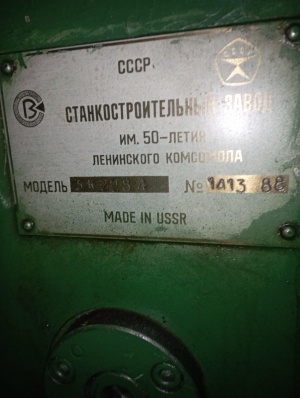 СССР
СТАНКОСТРОИТЕЛЬНЫЙ ЗАВОД
ИМ. 50-ЛЕТИЯ
ЛЕНИНСКОГО КОМСОМОЛА
МОДЕЛЬ № 1413 88
MADE IN USSR